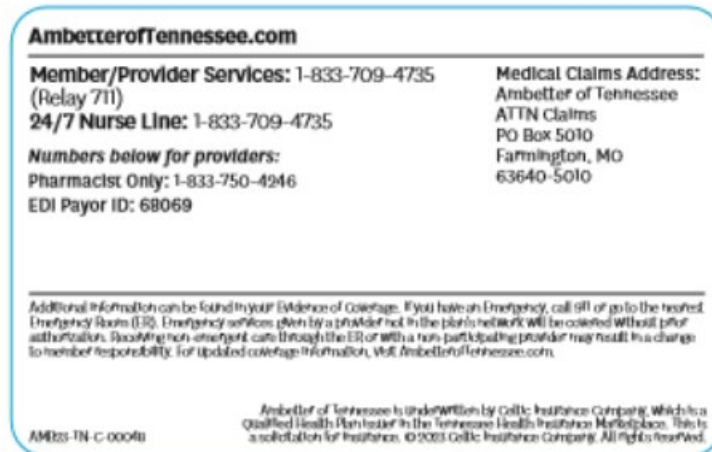 AmbetterofTennessee.com
Member/Provider Services: 1-833-709-4735
(Relay 711)
24/7 Nurse Line: 1-833-709-4735
Numbers below for providers:
Pharmacist Only: 1-833-750-4246
EDI Payor ID: 68069
Medical Claims Address:
Ambetter of Tennessee
ATTN Claims
PO Box 5010
Farmington, MO
63640-5010
Additional information can be found in your Evidence of Coverage. If you have an Emergency, call 911 or go to the nearest
Emergency Room (ER). Emergency services given by a provider not in the plan's network will be covered without prior
authorization. Receiving non-emergent care through the ER or with a non-participating provider may result in a change
to member responsibility. For updated coverage information, visit AmbetterofTennessee.com.
Ambetter of Tennessee is underwritten by Celtic Insurance Company, which is a
Qualified Health Plan issuer in the Tennessee Health Insurance Marketplace. This is
a solicitation for insurance. © 2023 Celtic Insurance Company. All rights reserved.